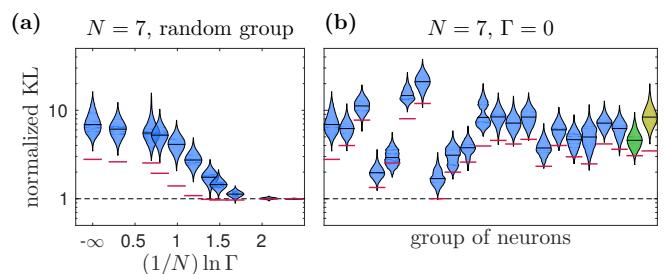 (a) N = 7, random group
(b) N = 7, Γ = 0
normalized KL
10
1
-∞ 0.5 1 1.5 2
(1/N) ln Γ
group of neurons